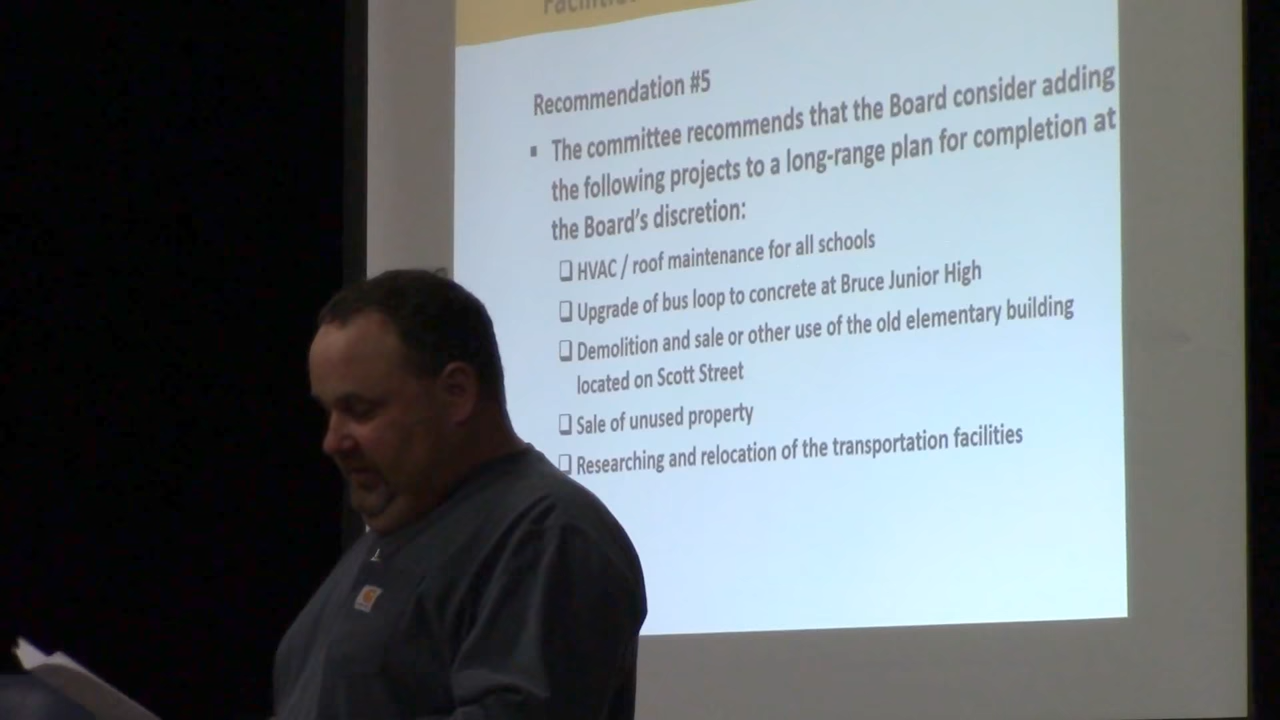 Facilities
Recommendation #5
▪ The committee recommends that the Board consider adding
the following projects to a long-range plan for completion at
the Board's discretion:
❑ HVAC / roof maintenance for all schools
❑ Upgrade of bus loop to concrete at Bruce Junior High
❑ Demolition and sale or other use of the old elementary building
located on Scott Street
❑ Sale of unused property
❑ Researching and relocation of the transportation facilities